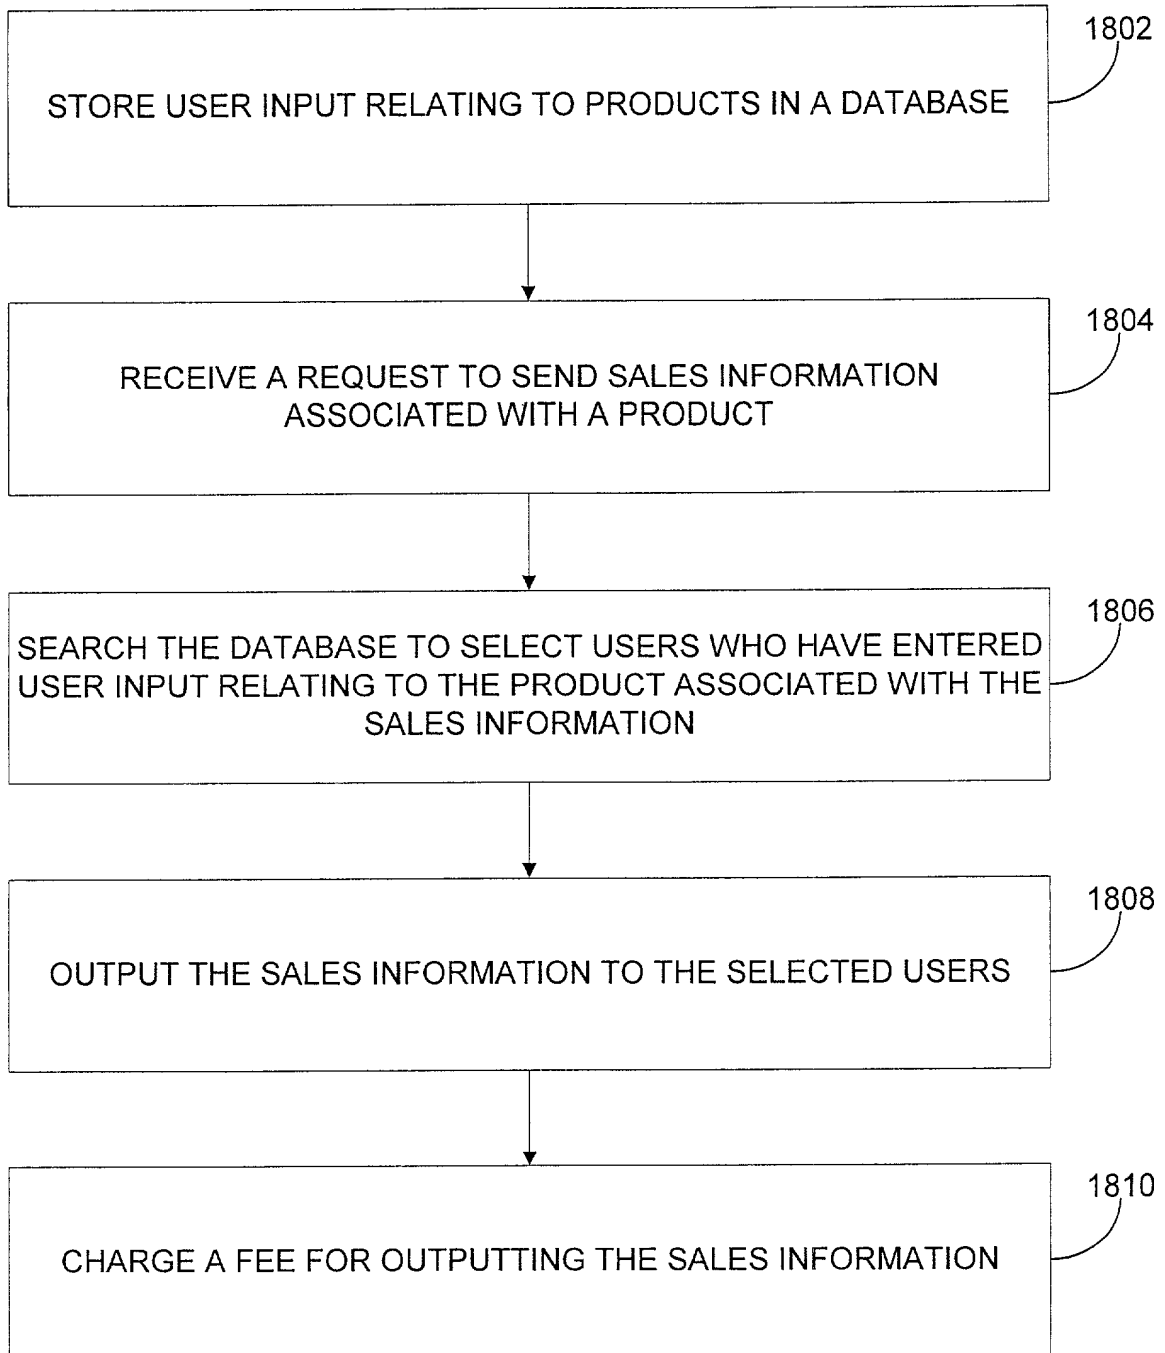 1802
STORE USER INPUT RELATING TO PRODUCTS IN A DATABASE
1804
RECEIVE A REQUEST TO SEND SALES INFORMATION
ASSOCIATED WITH A PRODUCT
1806
SEARCH THE DATABASE TO SELECT USERS WHO HAVE ENTERED
USER INPUT RELATING TO THE PRODUCT ASSOCIATED WITH THE
SALES INFORMATION
1808
OUTPUT THE SALES INFORMATION TO THE SELECTED USERS
1810
CHARGE A FEE FOR OUTPUTTING THE SALES INFORMATION